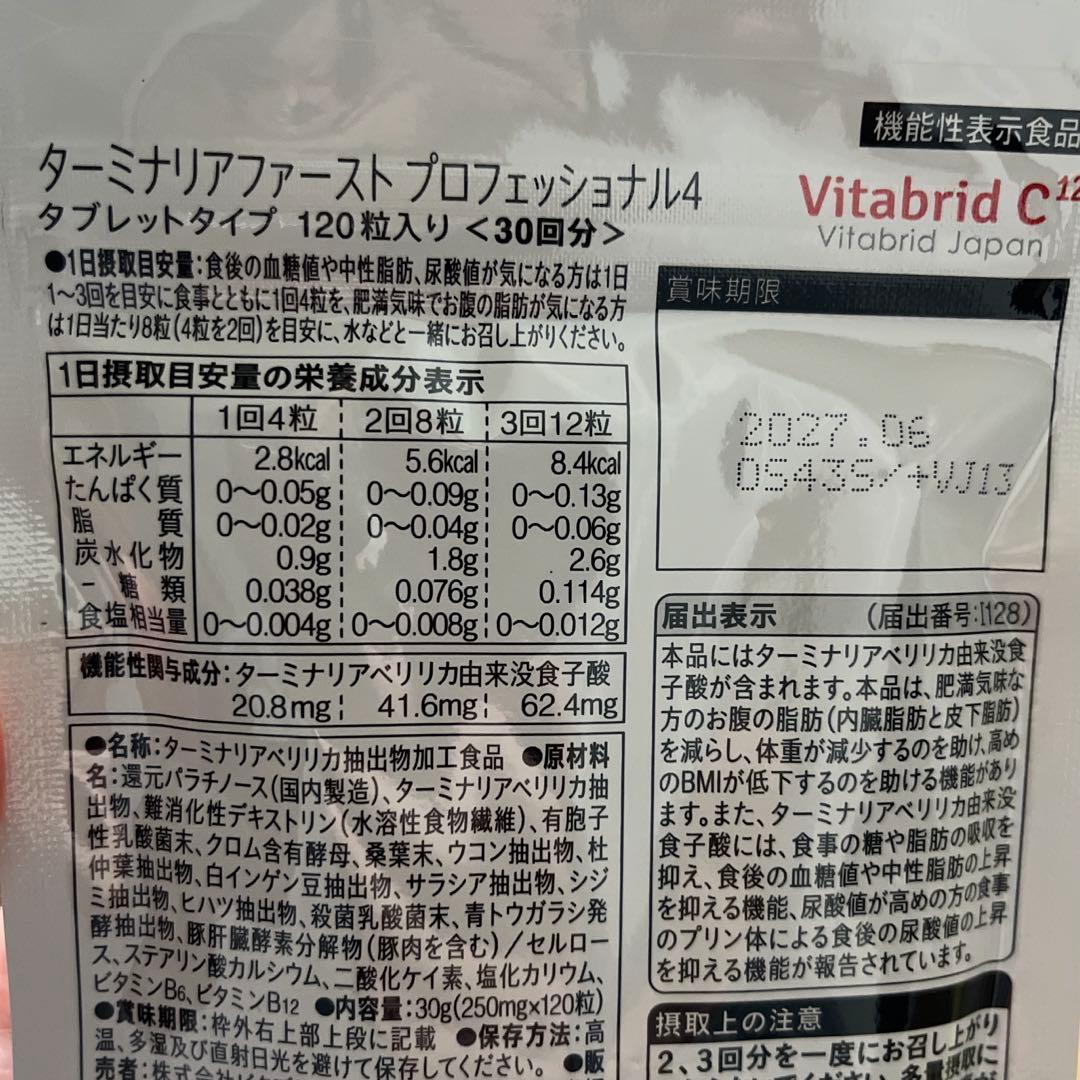 機能性表示食品
ターミナリアファースト プロフェッショナル4
タブレットタイプ 120粒入り<30回分>
Vitabrid C12
Vitabrid Japan
●1日摂取目安量:食後の血糖値や中性脂肪、尿酸値が気になる方は1日
1〜3回を目安に食事とともに1回4粒を、肥満気味でお腹の脂肪が気になる方
は1日当たり8粒(4粒を2回)を目安に、水などと一緒にお召し上がりください。
1日摂取目安量の栄養成分表示
1回4粒 2回8粒 3回12粒
エネルギー 2.8kcal 5.6kcal 8.4kcal
たんぱく質 0〜0.05g 0〜0.09g 0〜0.13g
脂質 0〜0.02g 0〜0.04g 0〜0.06g
炭水化物 0.9g 1.8g 2.6g
- 糖類 0.038g 0.076g 0.114g
食塩相当量 0〜0.004g 0〜0.008g 0〜0.012g
機能性関与成分:ターミナリアベリリカ由来没食子酸
20.8mg 41.6mg 62.4mg
●名称:ターミナリアベリリカ抽出物加工食品 ●原材料
名:還元パラチノース(国内製造)、ターミナリアベリリカ抽
出物、難消化性デキストリン(水溶性食物繊維)、有胞子
性乳酸菌末、クロム含有酵母、桑葉末、ウコン抽出物、杜
仲葉抽出物、白インゲン豆抽出物、サラシア抽出物、シジ
ミ抽出物、ヒハツ抽出物、殺菌乳酸菌末、青トウガラシ発
酵抽出物、豚肝臓酵素分解物(豚肉を含む)/セルロー
ス、ステアリン酸カルシウム、二酸化ケイ素、塩化カリウム、
ビタミンB6、ビタミンB12 ●内容量:30g(250mg×120粒)
●賞味期限:枠外右上部上段に記載 ●保存方法:高
温、多湿及び直射日光を避けて保存してください。 ●販
売者:株式会社ビタ
賞味期限
2027.06
0543S/+VJ13
届出表示 (届出番号:I128)
本品にはターミナリアベリリカ由来没食
子酸が含まれます。本品は、肥満気味な
方のお腹の脂肪(内臓脂肪と皮下脂肪)
を減らし、体重が減少するのを助け、高め
のBMIが低下するのを助ける機能があり
ます。また、ターミナリアベリリカ由来没
食子酸には、食事の糖や脂肪の吸収を
抑え、食後の血糖値や中性脂肪の上昇
を抑える機能、尿酸値が高めの方の食事
のプリン体による食後の尿酸値の上昇
を抑える機能が報告されています。
摂取上の注意
2、3回分を一度にお召し上がり